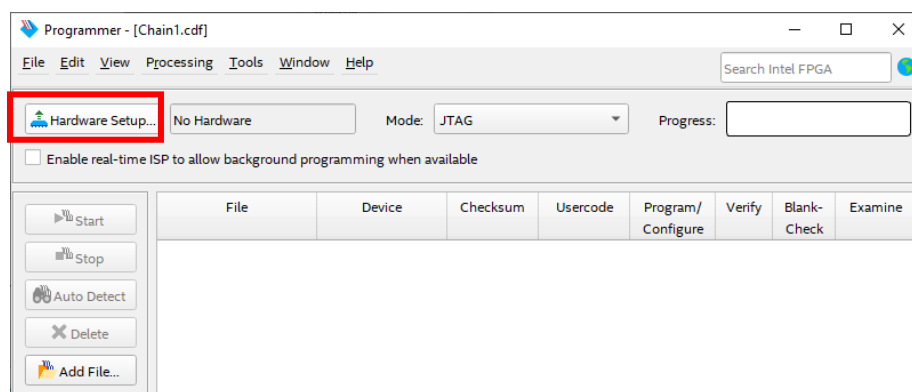 Programmer - [Chain1.cdf]
File Edit View Processing Tools Window Help
Search Intel FPGA
Hardware Setup... No Hardware Mode: JTAG Progress:
Enable real-time ISP to allow background programming when available
File Device Checksum Usercode Program/ Verify Blank- Examine
Configure Check
Start
Stop
Auto Detect
Delete
Add File...